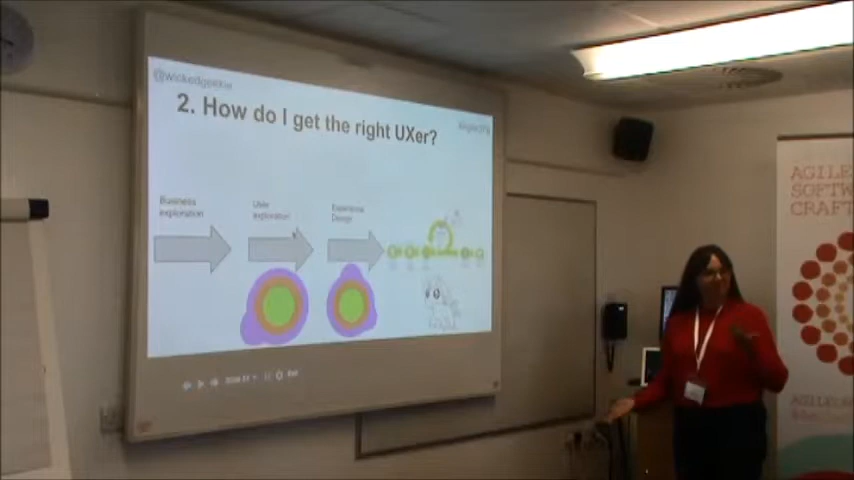 @wickedgeekie
2. How do I get the right UXer?
Business
exploration
User
exploration
Experience
Design
AGILE
SOFTW
CRAFT